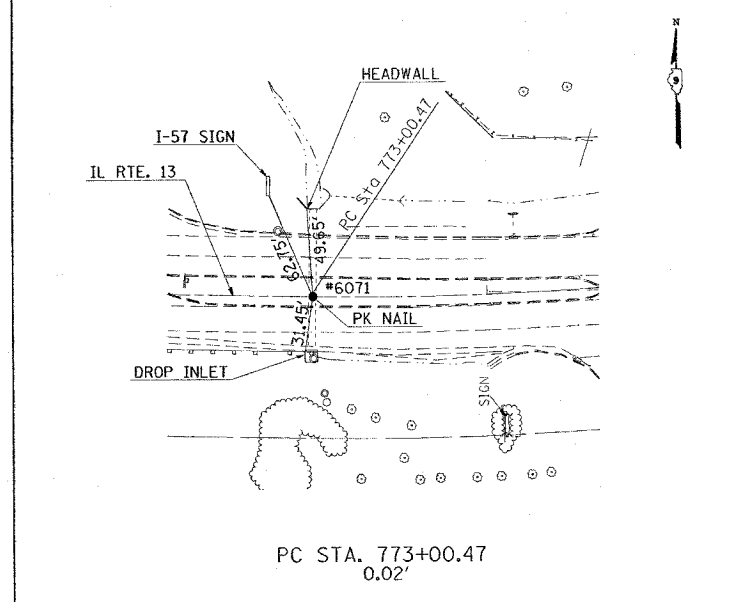 N
HEADWALL
PC Sta 773+00.47
I-57 SIGN
IL RTE. 13
62.75'
49.65'
#6071
31.45'
PK NAIL
DROP INLET
SIGN
PC STA. 773+00.47
0.02'